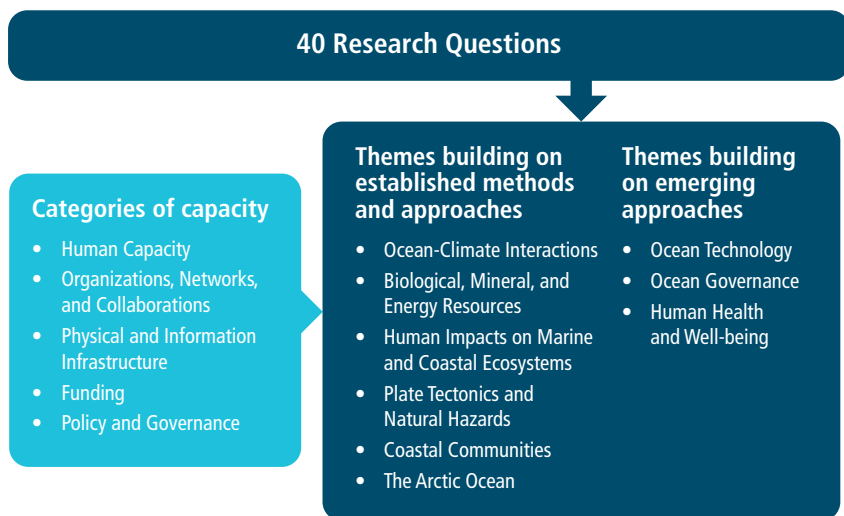 40 Research Questions
Categories of capacity
• Human Capacity
• Organizations, Networks,
and Collaborations
• Physical and Information
Infrastructure
• Funding
• Policy and Governance
Themes building on
established methods
and approaches
• Ocean-Climate Interactions
• Biological, Mineral, and
Energy Resources
• Human Impacts on Marine
and Coastal Ecosystems
• Plate Tectonics and
Natural Hazards
• Coastal Communities
• The Arctic Ocean
Themes building
on emerging
approaches
• Ocean Technology
• Ocean Governance
• Human Health
and Well-being